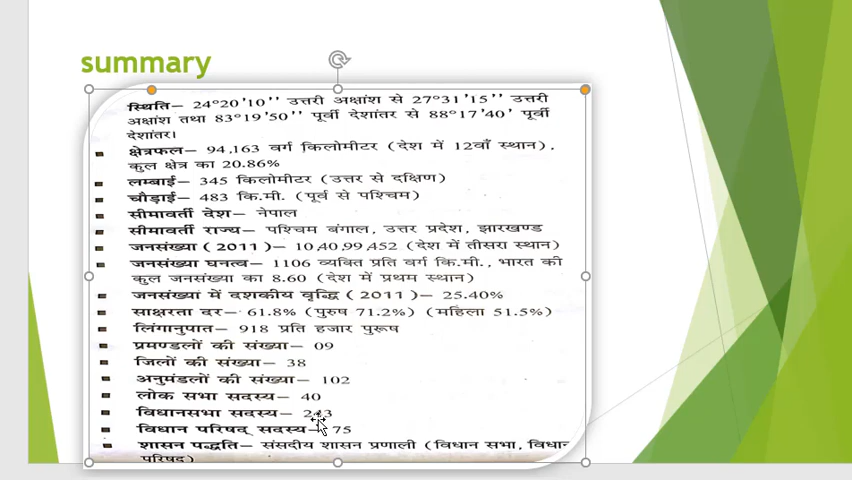 summary
स्थिति– 24°20'10'' उत्तरी अक्षांश से 27°31'15'' उत्तरी
अक्षांश तथा 83°19'50'' पूर्वी देशांतर से 88°17'40' पूर्वी
देशांतर।
क्षेत्रफल– 94,163 वर्ग किलोमीटर (देश में 12वाँ स्थान),
कुल क्षेत्र का 20.86%
लम्बाई– 345 किलोमीटर (उत्तर से दक्षिण)
चौड़ाई– 483 कि.मी. (पूर्व से पश्चिम)
सीमावर्ती देश– नेपाल
सीमावर्ती राज्य– पश्चिम बंगाल, उत्तर प्रदेश, झारखण्ड
जनसंख्या (2011)– 10,40,99,452 (देश में तीसरा स्थान)
जनसंख्या घनत्व– 1106 व्यक्ति प्रति वर्ग कि.मी., भारत की
कुल जनसंख्या का 8.60 (देश में प्रथम स्थान)
जनसंख्या में दशकीय वृद्धि (2011)– 25.40%
साक्षरता दर– 61.8% (पुरुष 71.2%) (महिला 51.5%)
लिंगानुपात– 918 प्रति हजार पुरूष
प्रमण्डलों की संख्या– 09
जिलों की संख्या– 38
अनुमंडलों की संख्या– 102
लोक सभा सदस्य– 40
विधानसभा सदस्य– 243
विधान परिषद् सदस्य– 75
शासन पद्धति– संसदीय शासन प्रणाली (विधान सभा, विधान
परिषद)